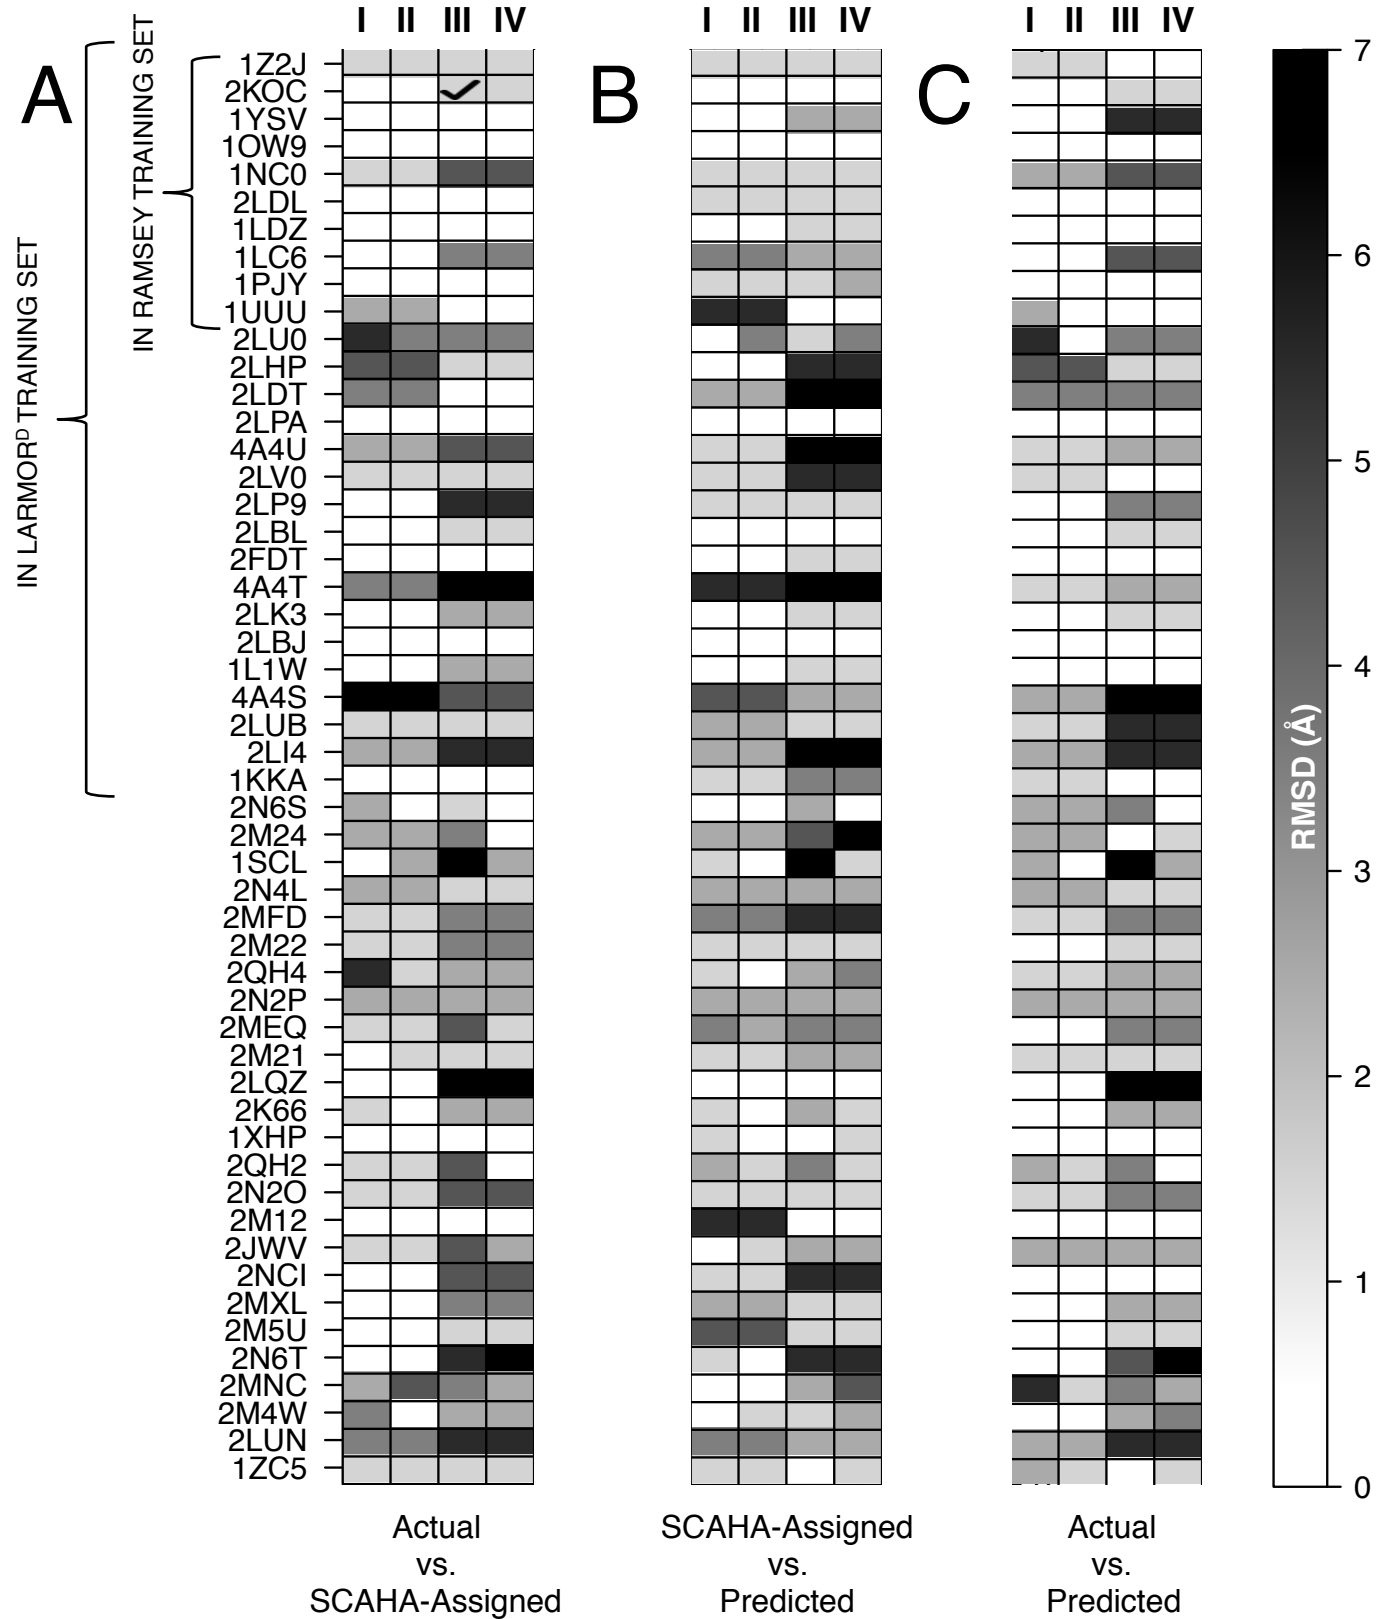 I II III IV I II III IV I II III IV
A B C
IN LARMORD TRAINING SET
IN RAMSEY TRAINING SET
1Z2J
2KOC
1YSV
1OW9
1NC0
2LDL
1LDZ
1LC6
1PJY
1UUU
2LU0
2LHP
2LDT
2LPA
4A4U
2LV0
2LP9
2LBL
2FDT
4A4T
2LK3
2LBJ
1L1W
4A4S
2LUB
2LI4
1KKA
2N6S
2M24
1SCL
2N4L
2MFD
2M22
2QH4
2N2P
2MEQ
2M21
2LQZ
2K66
1XHP
2QH2
2N2O
2M12
2JWV
2NCI
2MXL
2M5U
2N6T
2MNC
2M4W
2LUN
1ZC5
7
6
5
4
3
2
1
0
RMSD (Å)
Actual
vs.
SCAHA-Assigned
SCAHA-Assigned
vs.
Predicted
Actual
vs.
Predicted